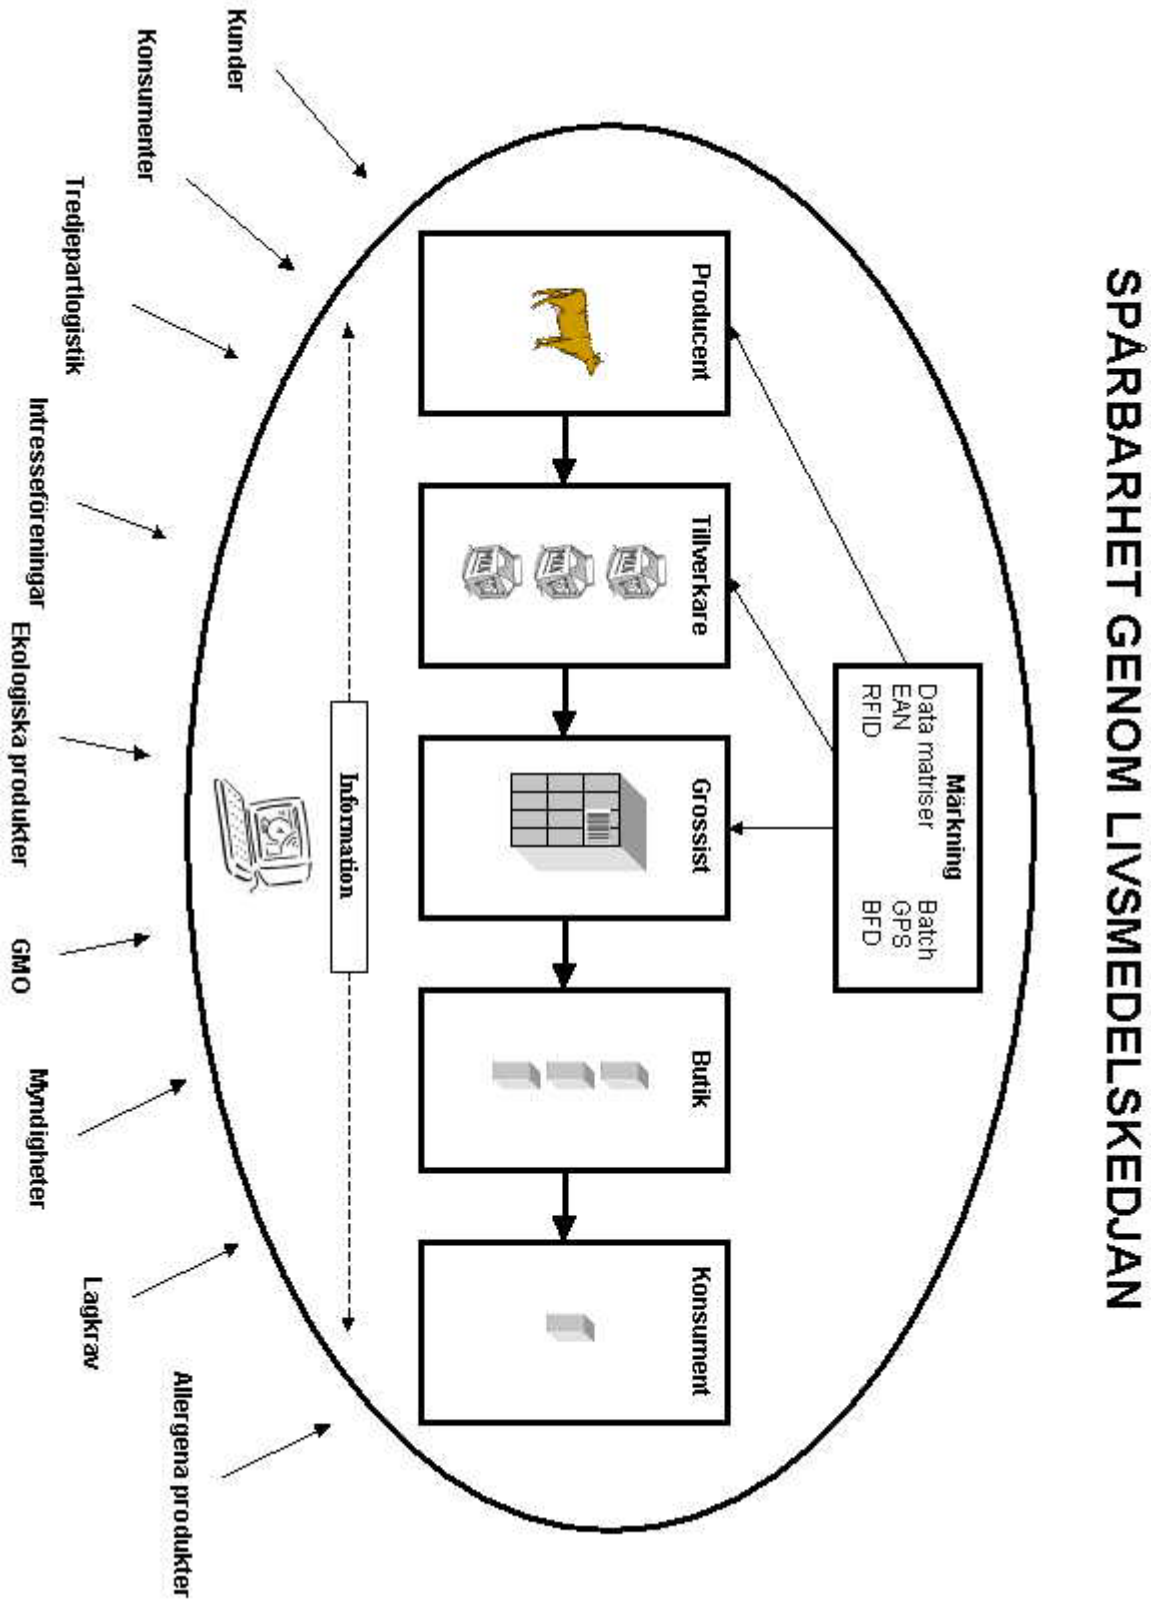 SPÅRBARHET GENOM LIVSMEDELSKEDJAN
Märkning
Data matriser Batch
EAN GPS
RFID BFD
Producent
Tillverkare
Grossist
Butik
Konsument
Information
Kunder
Konsumenter
Tredjepartlogistik
Intresseföreningar
Ekologiska produkter
GMO
Myndigheter
Lagkrav
Allergena produkter